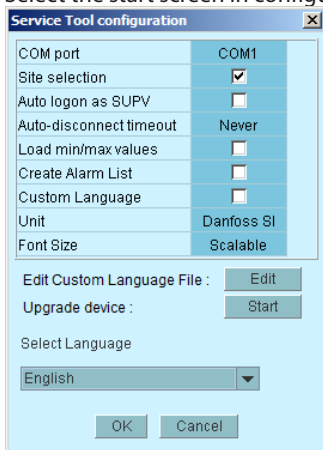 Select the start screen in config
Service Tool configuration
COM port COM1
Site selection
Auto logon as SUPV
Auto-disconnect timeout Never
Load min/max values
Create Alarm List
Custom Language
Unit Danfoss SI
Font Size Scalable
Edit Custom Language File : Edit
Upgrade device : Start
Select Language
English
OK Cancel